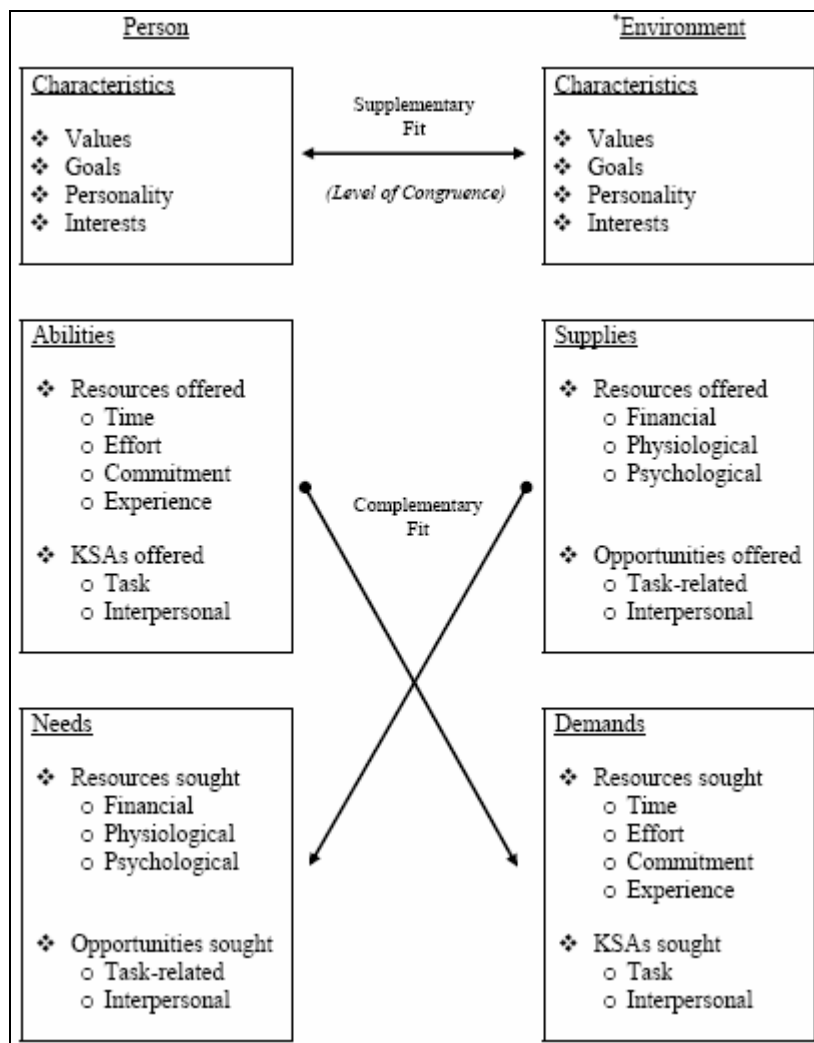 Person
*Environment
Characteristics
❖ Values
❖ Goals
❖ Personality
❖ Interests
Supplementary
Fit
(Level of Congruence)
Characteristics
❖ Values
❖ Goals
❖ Personality
❖ Interests
Abilities
❖ Resources offered
o Time
o Effort
o Commitment
o Experience
❖ KSAs offered
o Task
o Interpersonal
Complementary
Fit
Supplies
❖ Resources offered
o Financial
o Physiological
o Psychological
❖ Opportunities offered
o Task-related
o Interpersonal
Needs
❖ Resources sought
o Financial
o Physiological
o Psychological
❖ Opportunities sought
o Task-related
o Interpersonal
Demands
❖ Resources sought
o Time
o Effort
o Commitment
o Experience
❖ KSAs sought
o Task
o Interpersonal